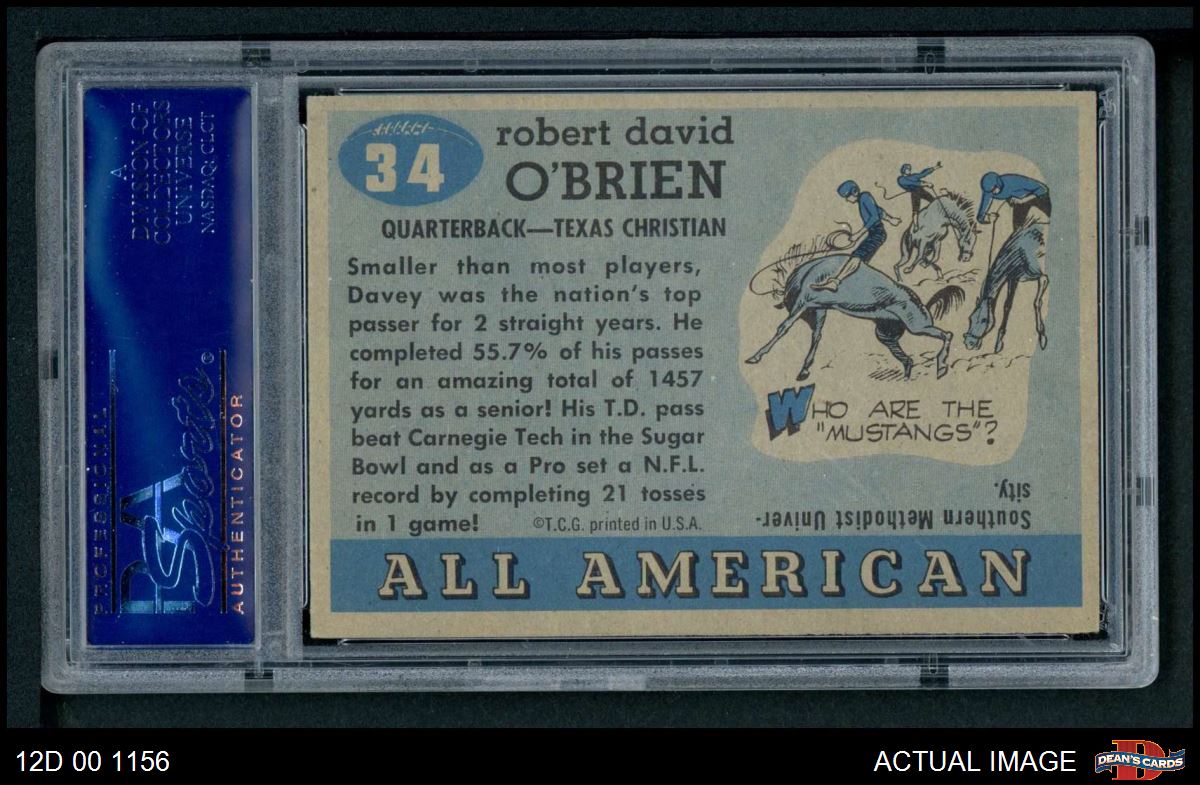 A
DIVISION OF
COLLECTORS
UNIVERSE
NASDAQ: CLCT
PROFESSIONAL
PSA
Sports
©
AUTHENTICATOR
34
robert david
O'BRIEN
QUARTERBACK—TEXAS CHRISTIAN
Smaller than most players,
Davey was the nation's top
passer for 2 straight years. He
completed 55.7% of his passes
for an amazing total of 1457
yards as a senior! His T.D. pass
beat Carnegie Tech in the Sugar
Bowl and as a Pro set a N.F.L.
record by completing 21 tosses
in 1 game!
©T.C.G. printed in U.S.A.
WHO ARE THE
"MUSTANGS"?
Southern Methodist Univer-
sity.
ALL AMERICAN
12D 00 1156
ACTUAL IMAGE
D
DEAN'S CARDS